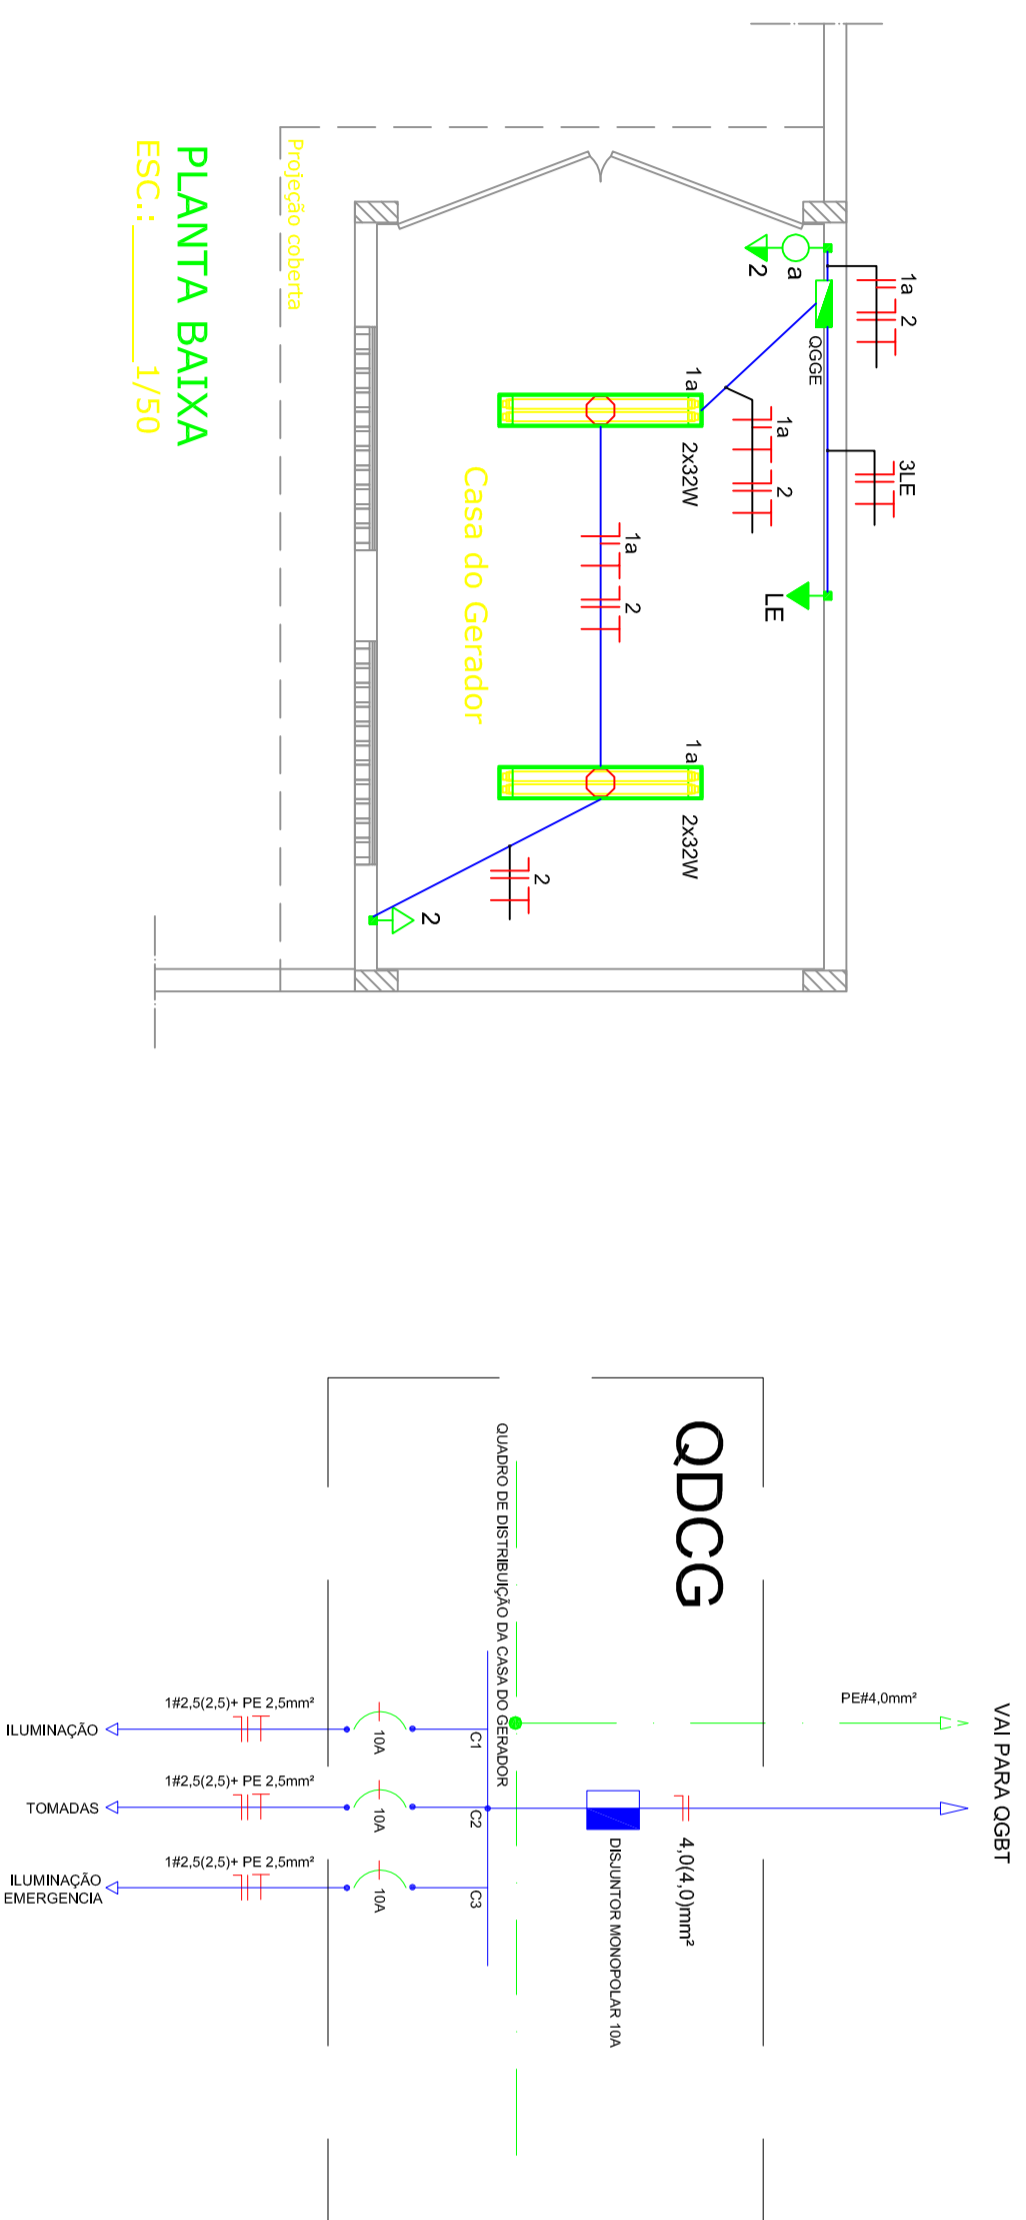 1a
2
3LE
a
2
QGGE
LE
1a
2x32W
1a
2
1a
2
1a
2x32W
2
2
Casa do Gerador
Projeção coberta
PLANTA BAIXA
ESC.: 1/50
VAI PARA QGBT
PE#4,0mm²
QDCG
4,0(4,0)mm²
DISJUNTOR MONOPOLAR 10A
QUADRO DE DISTRIBUIÇÃO DA CASA DO GERADOR
C1
C2
C3
10A
10A
10A
1#2,5(2,5)+ PE 2,5mm²
ILUMINAÇÃO
1#2,5(2,5)+ PE 2,5mm²
TOMADAS
1#2,5(2,5)+ PE 2,5mm²
ILUMINAÇÃO
EMERGENCIA